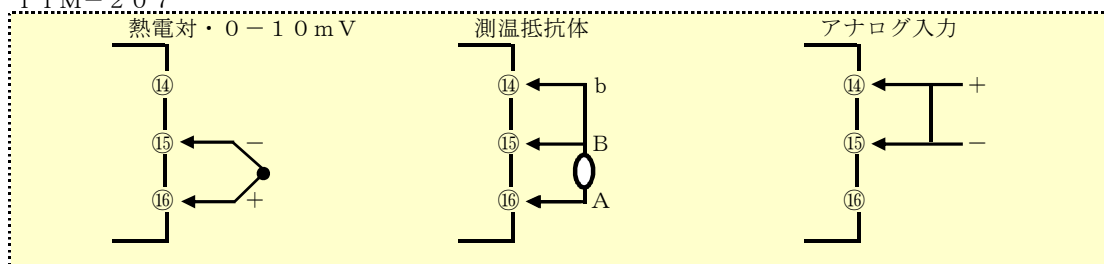 熱電対・０－１０ｍＶ 測温抵抗体 アナログ入力
⑭ ⑭ b ⑭ ＋
⑮ － ⑮ B ⑮ －
⑯ ＋ ⑯ A ⑯